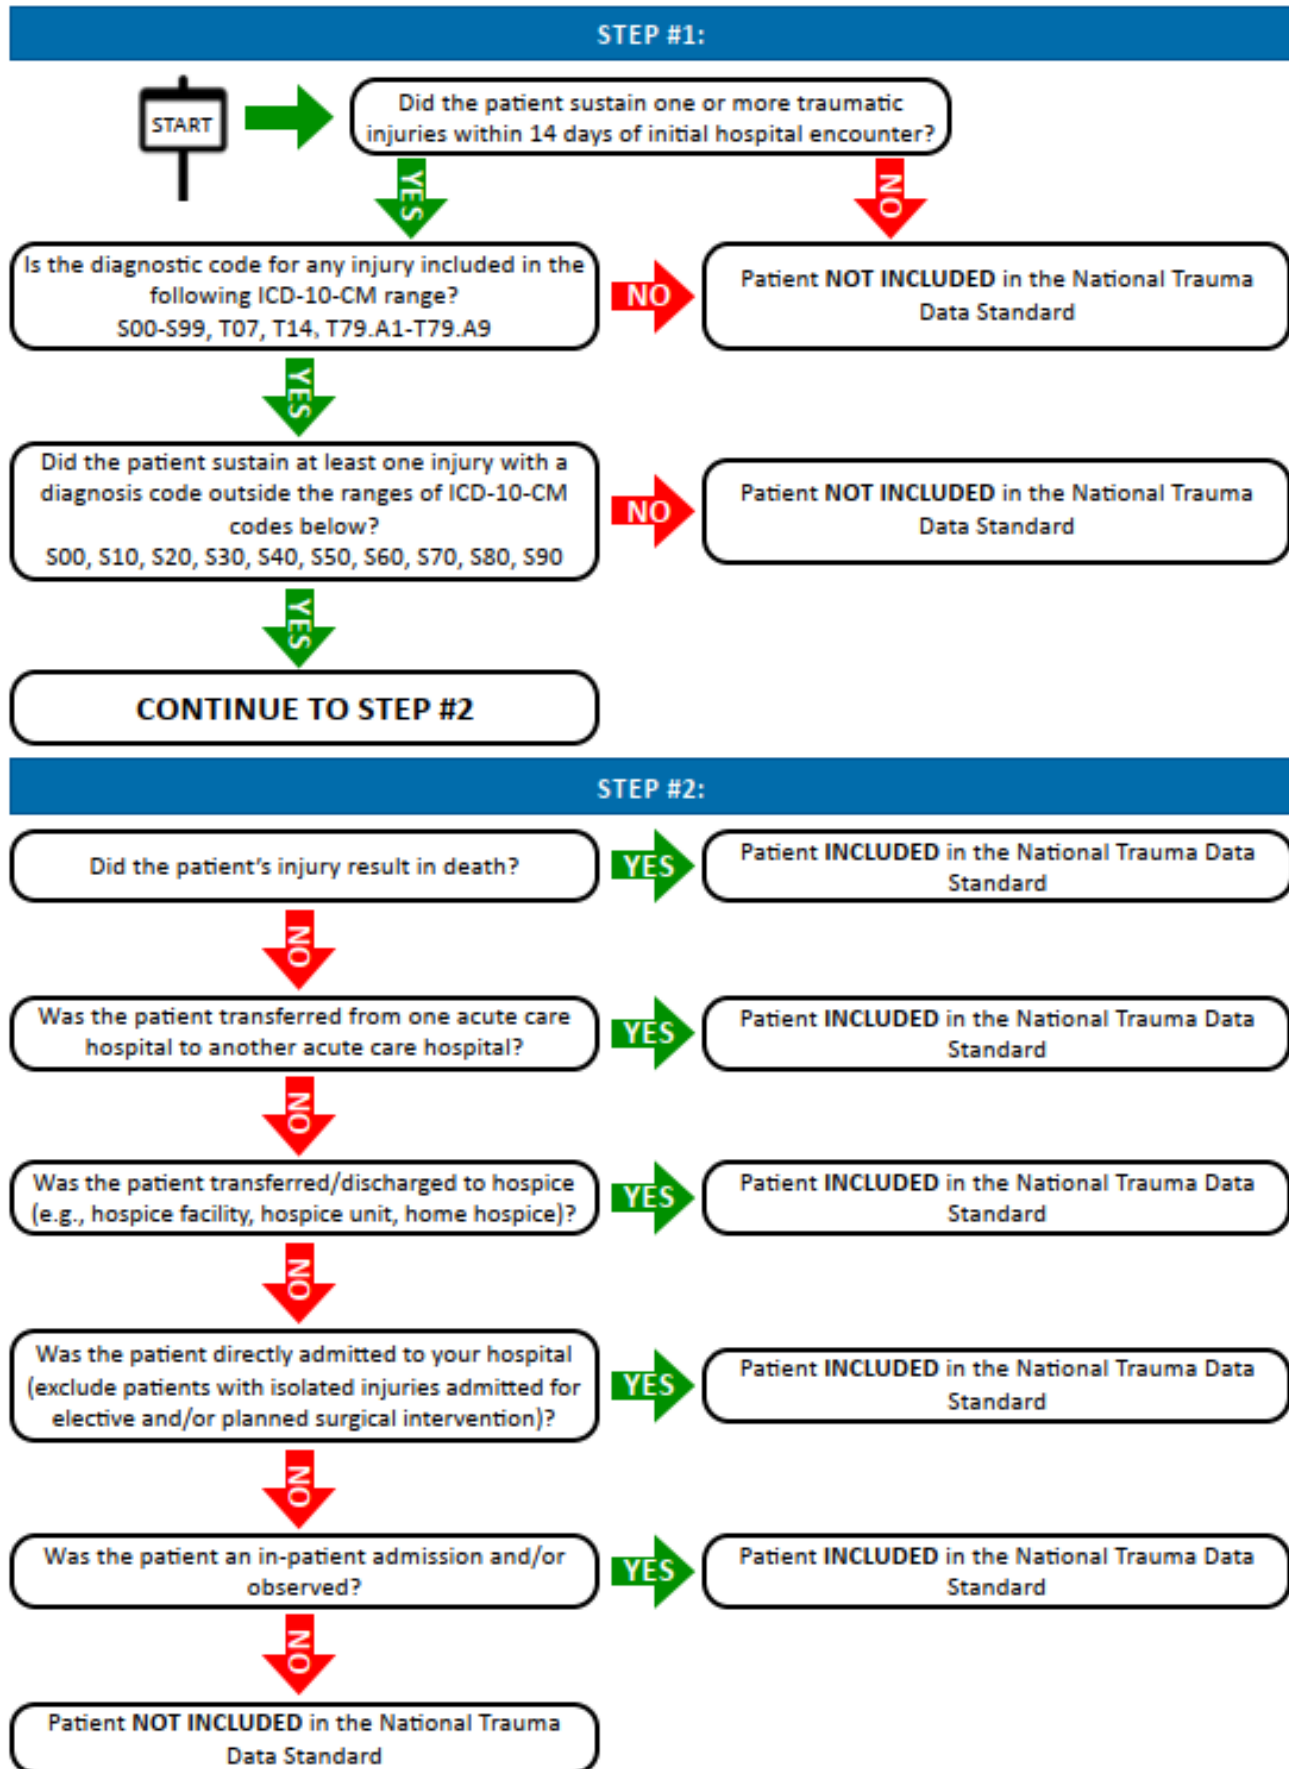 STEP #1:
START
Did the patient sustain one or more traumatic
injuries within 14 days of initial hospital encounter?
YES
NO
Is the diagnostic code for any injury included in the
following ICD-10-CM range?
S00-S99, T07, T14, T79.A1-T79.A9
NO
Patient NOT INCLUDED in the National Trauma
Data Standard
YES
Did the patient sustain at least one injury with a
diagnosis code outside the ranges of ICD-10-CM
codes below?
S00, S10, S20, S30, S40, S50, S60, S70, S80, S90
NO
Patient NOT INCLUDED in the National Trauma
Data Standard
YES
CONTINUE TO STEP #2
STEP #2:
Did the patient’s injury result in death?
YES
Patient INCLUDED in the National Trauma Data
Standard
NO
Was the patient transferred from one acute care
hospital to another acute care hospital?
YES
Patient INCLUDED in the National Trauma Data
Standard
NO
Was the patient transferred/discharged to hospice
(e.g., hospice facility, hospice unit, home hospice)?
YES
Patient INCLUDED in the National Trauma Data
Standard
NO
Was the patient directly admitted to your hospital
(exclude patients with isolated injuries admitted for
elective and/or planned surgical intervention)?
YES
Patient INCLUDED in the National Trauma Data
Standard
NO
Was the patient an in-patient admission and/or
observed?
YES
Patient INCLUDED in the National Trauma Data
Standard
NO
Patient NOT INCLUDED in the National Trauma
Data Standard